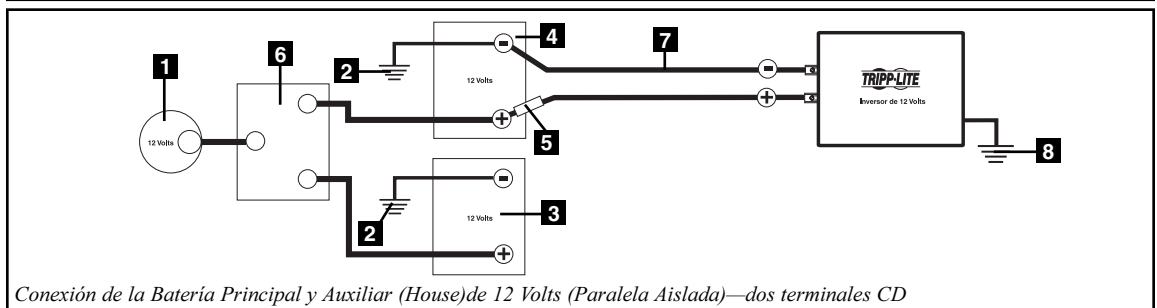 1
12 Volts
6
2
4
12 Volts
5
7
TRIPP·LITE
Inversor de 12 Volts
8
2
12 Volts
3
Conexión de la Batería Principal y Auxiliar (House)de 12 Volts (Paralela Aislada)—dos terminales CD